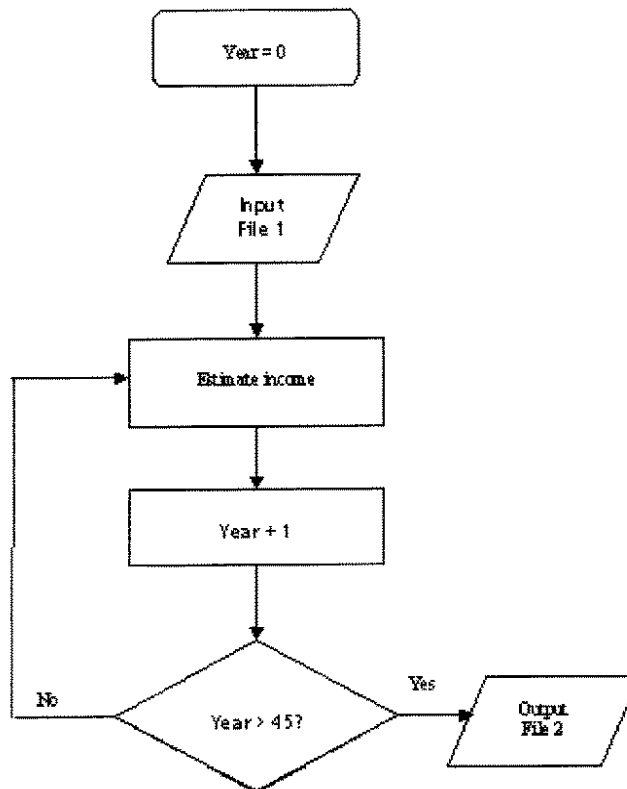 Year = 0
Input
File 1
Estimate income
Year + 1
No
Yes
Year > 45?
Output
File 2